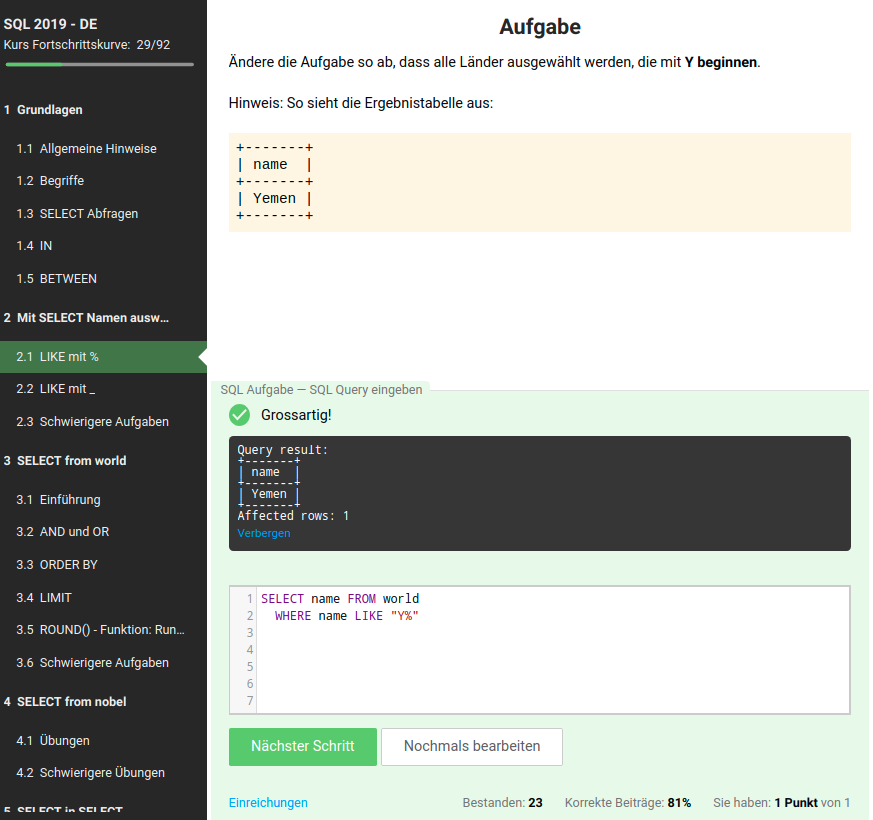 SQL 2019 - DE
Kurs Fortschrittskurve: 29/92
1 Grundlagen
1.1 Allgemeine Hinweise
1.2 Begriffe
1.3 SELECT Abfragen
1.4 IN
1.5 BETWEEN
2 Mit SELECT Namen ausw...
2.1 LIKE mit %
2.2 LIKE mit _
2.3 Schwierigere Aufgaben
3 SELECT from world
3.1 Einführung
3.2 AND und OR
3.3 ORDER BY
3.4 LIMIT
3.5 ROUND() - Funktion: Run...
3.6 Schwierigere Aufgaben
4 SELECT from nobel
4.1 Übungen
4.2 Schwierigere Übungen
5 SELECT in SELECT
Aufgabe
Ändere die Aufgabe so ab, dass alle Länder ausgewählt werden, die mit Y beginnen.
Hinweis: So sieht die Ergebnistabelle aus:
+-------+
| name  |
+-------+
| Yemen |
+-------+
SQL Aufgabe — SQL Query eingeben
Grossartig!
Query result:
+-------+
| name  |
+-------+
| Yemen |
+-------+
Affected rows: 1
Verbergen
1 SELECT name FROM world
2   WHERE name LIKE "Y%"
3
4
5
6
7
Nächster Schritt
Nochmals bearbeiten
Einreichungen
Bestanden: 23
Korrekte Beiträge: 81%
Sie haben: 1 Punkt von 1